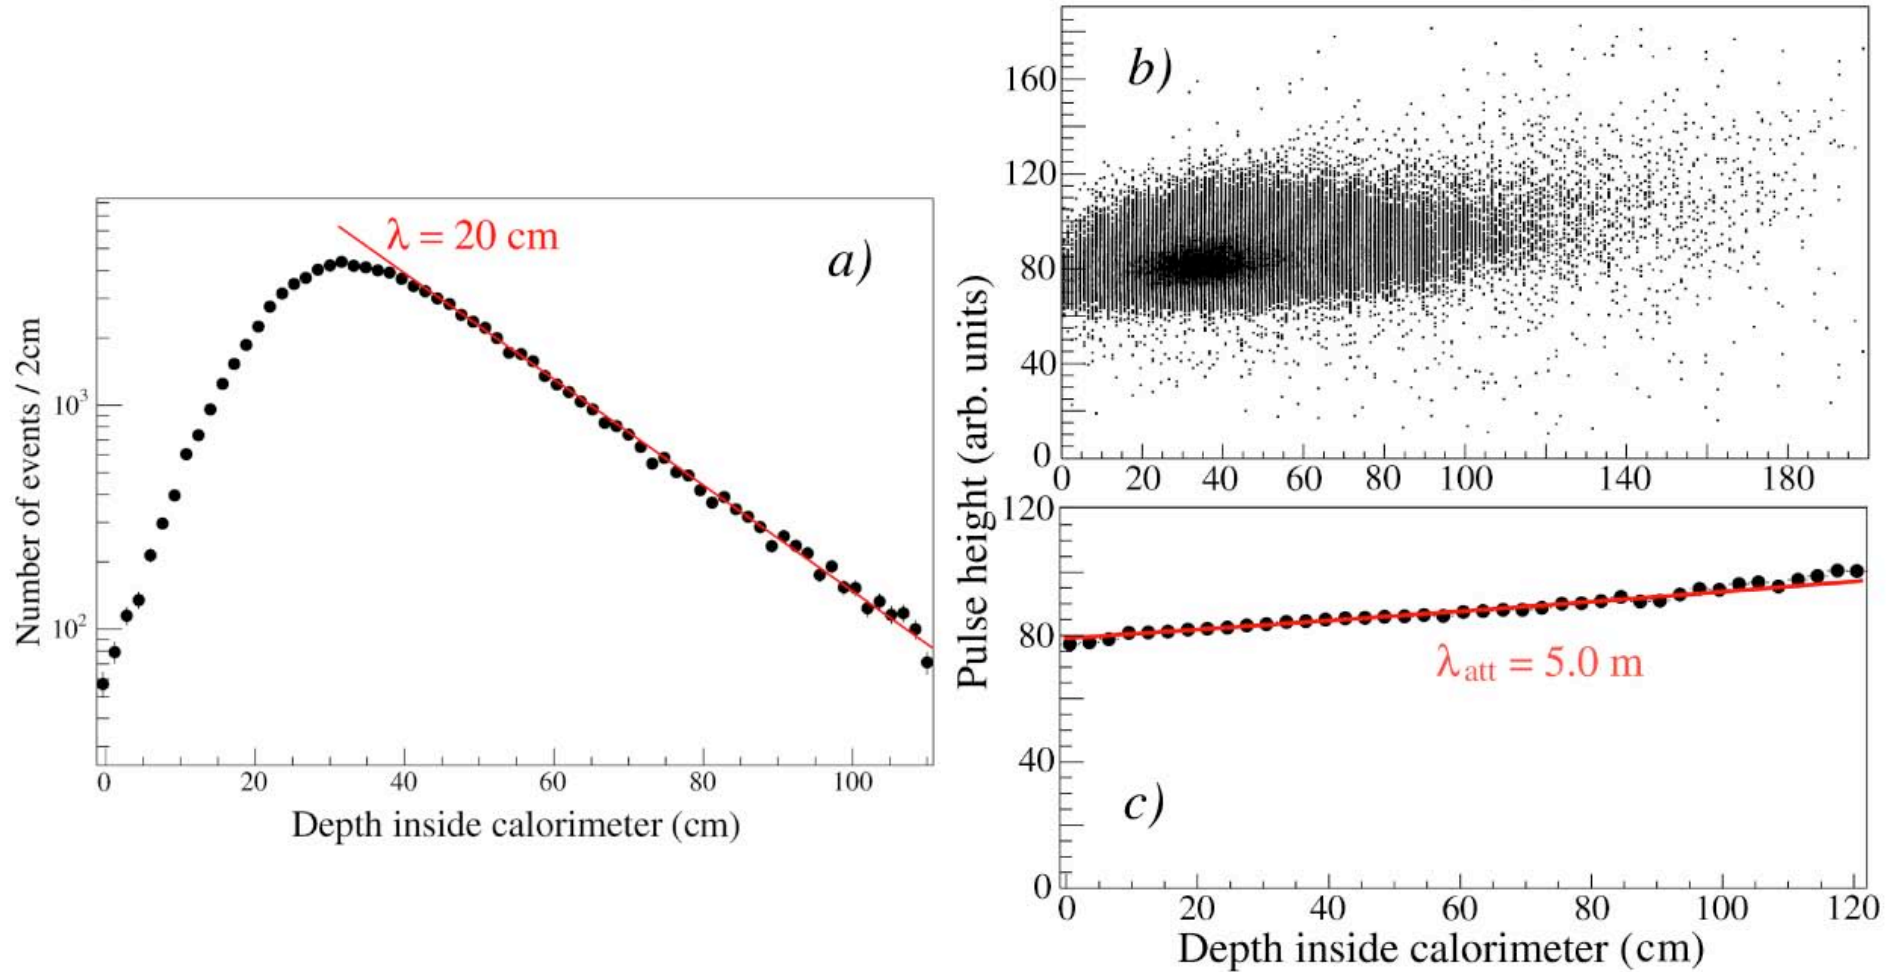 a)
λ = 20 cm
10³
10²
0 20 40 60 80 100
Number of events / 2cm
Depth inside calorimeter (cm)
b)
160
120
80
40
0
0 20 40 60 80 100 140 180
Pulse height (arb. units)
120
80
40
0
λatt = 5.0 m
c)
0 20 40 60 80 100 120
Depth inside calorimeter (cm)